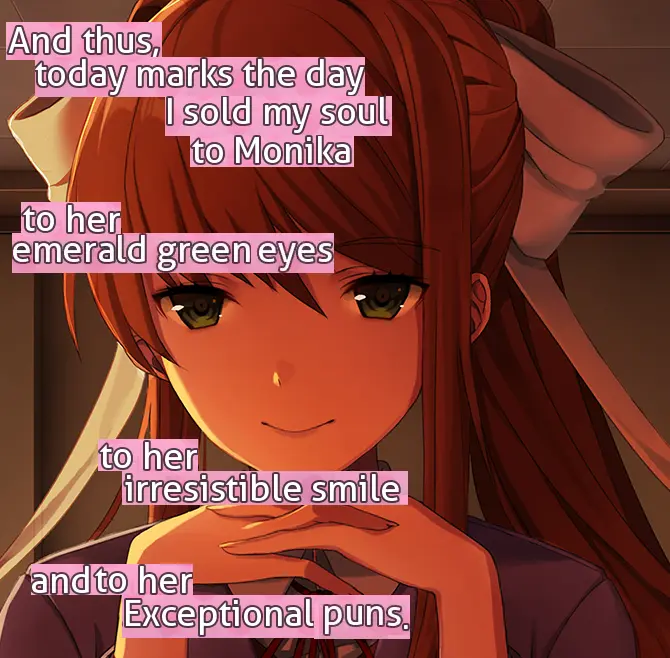 And thus,
today marks the day
I sold my soul
to Monika
to her
emerald green eyes
to her
irresistible smile
and to her
Exceptional puns.